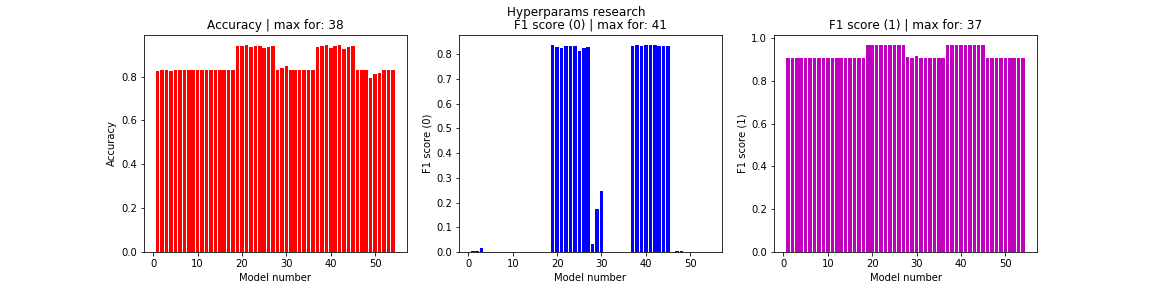 Hyperparams research
Accuracy | max for: 38
F1 score (0) | max for: 41
F1 score (1) | max for: 37
Accuracy
0.8
0.6
0.4
0.2
0.0
0 10 20 30 40 50
Model number
F1 score (0)
0.8
0.7
0.6
0.5
0.4
0.3
0.2
0.1
0.0
0 10 20 30 40 50
Model number
F1 score (1)
1.0
0.8
0.6
0.4
0.2
0.0
0 10 20 30 40 50
Model number